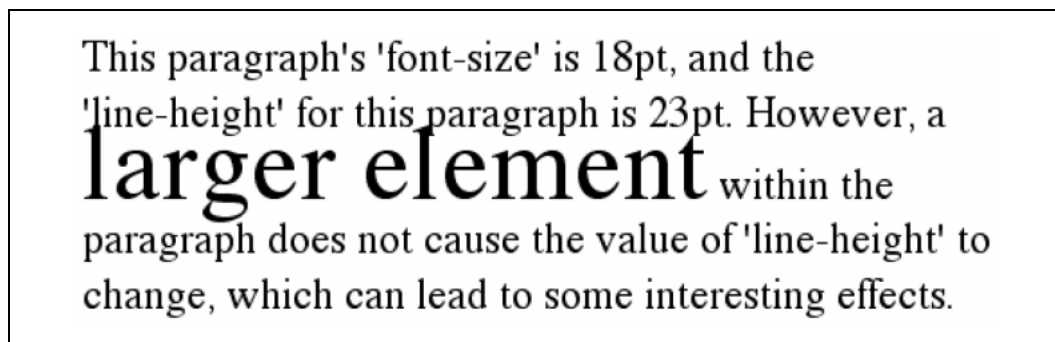 This paragraph's 'font-size' is 18pt, and the
'line-height' for this paragraph is 23pt. However, a
larger element within the
paragraph does not cause the value of 'line-height' to
change, which can lead to some interesting effects.